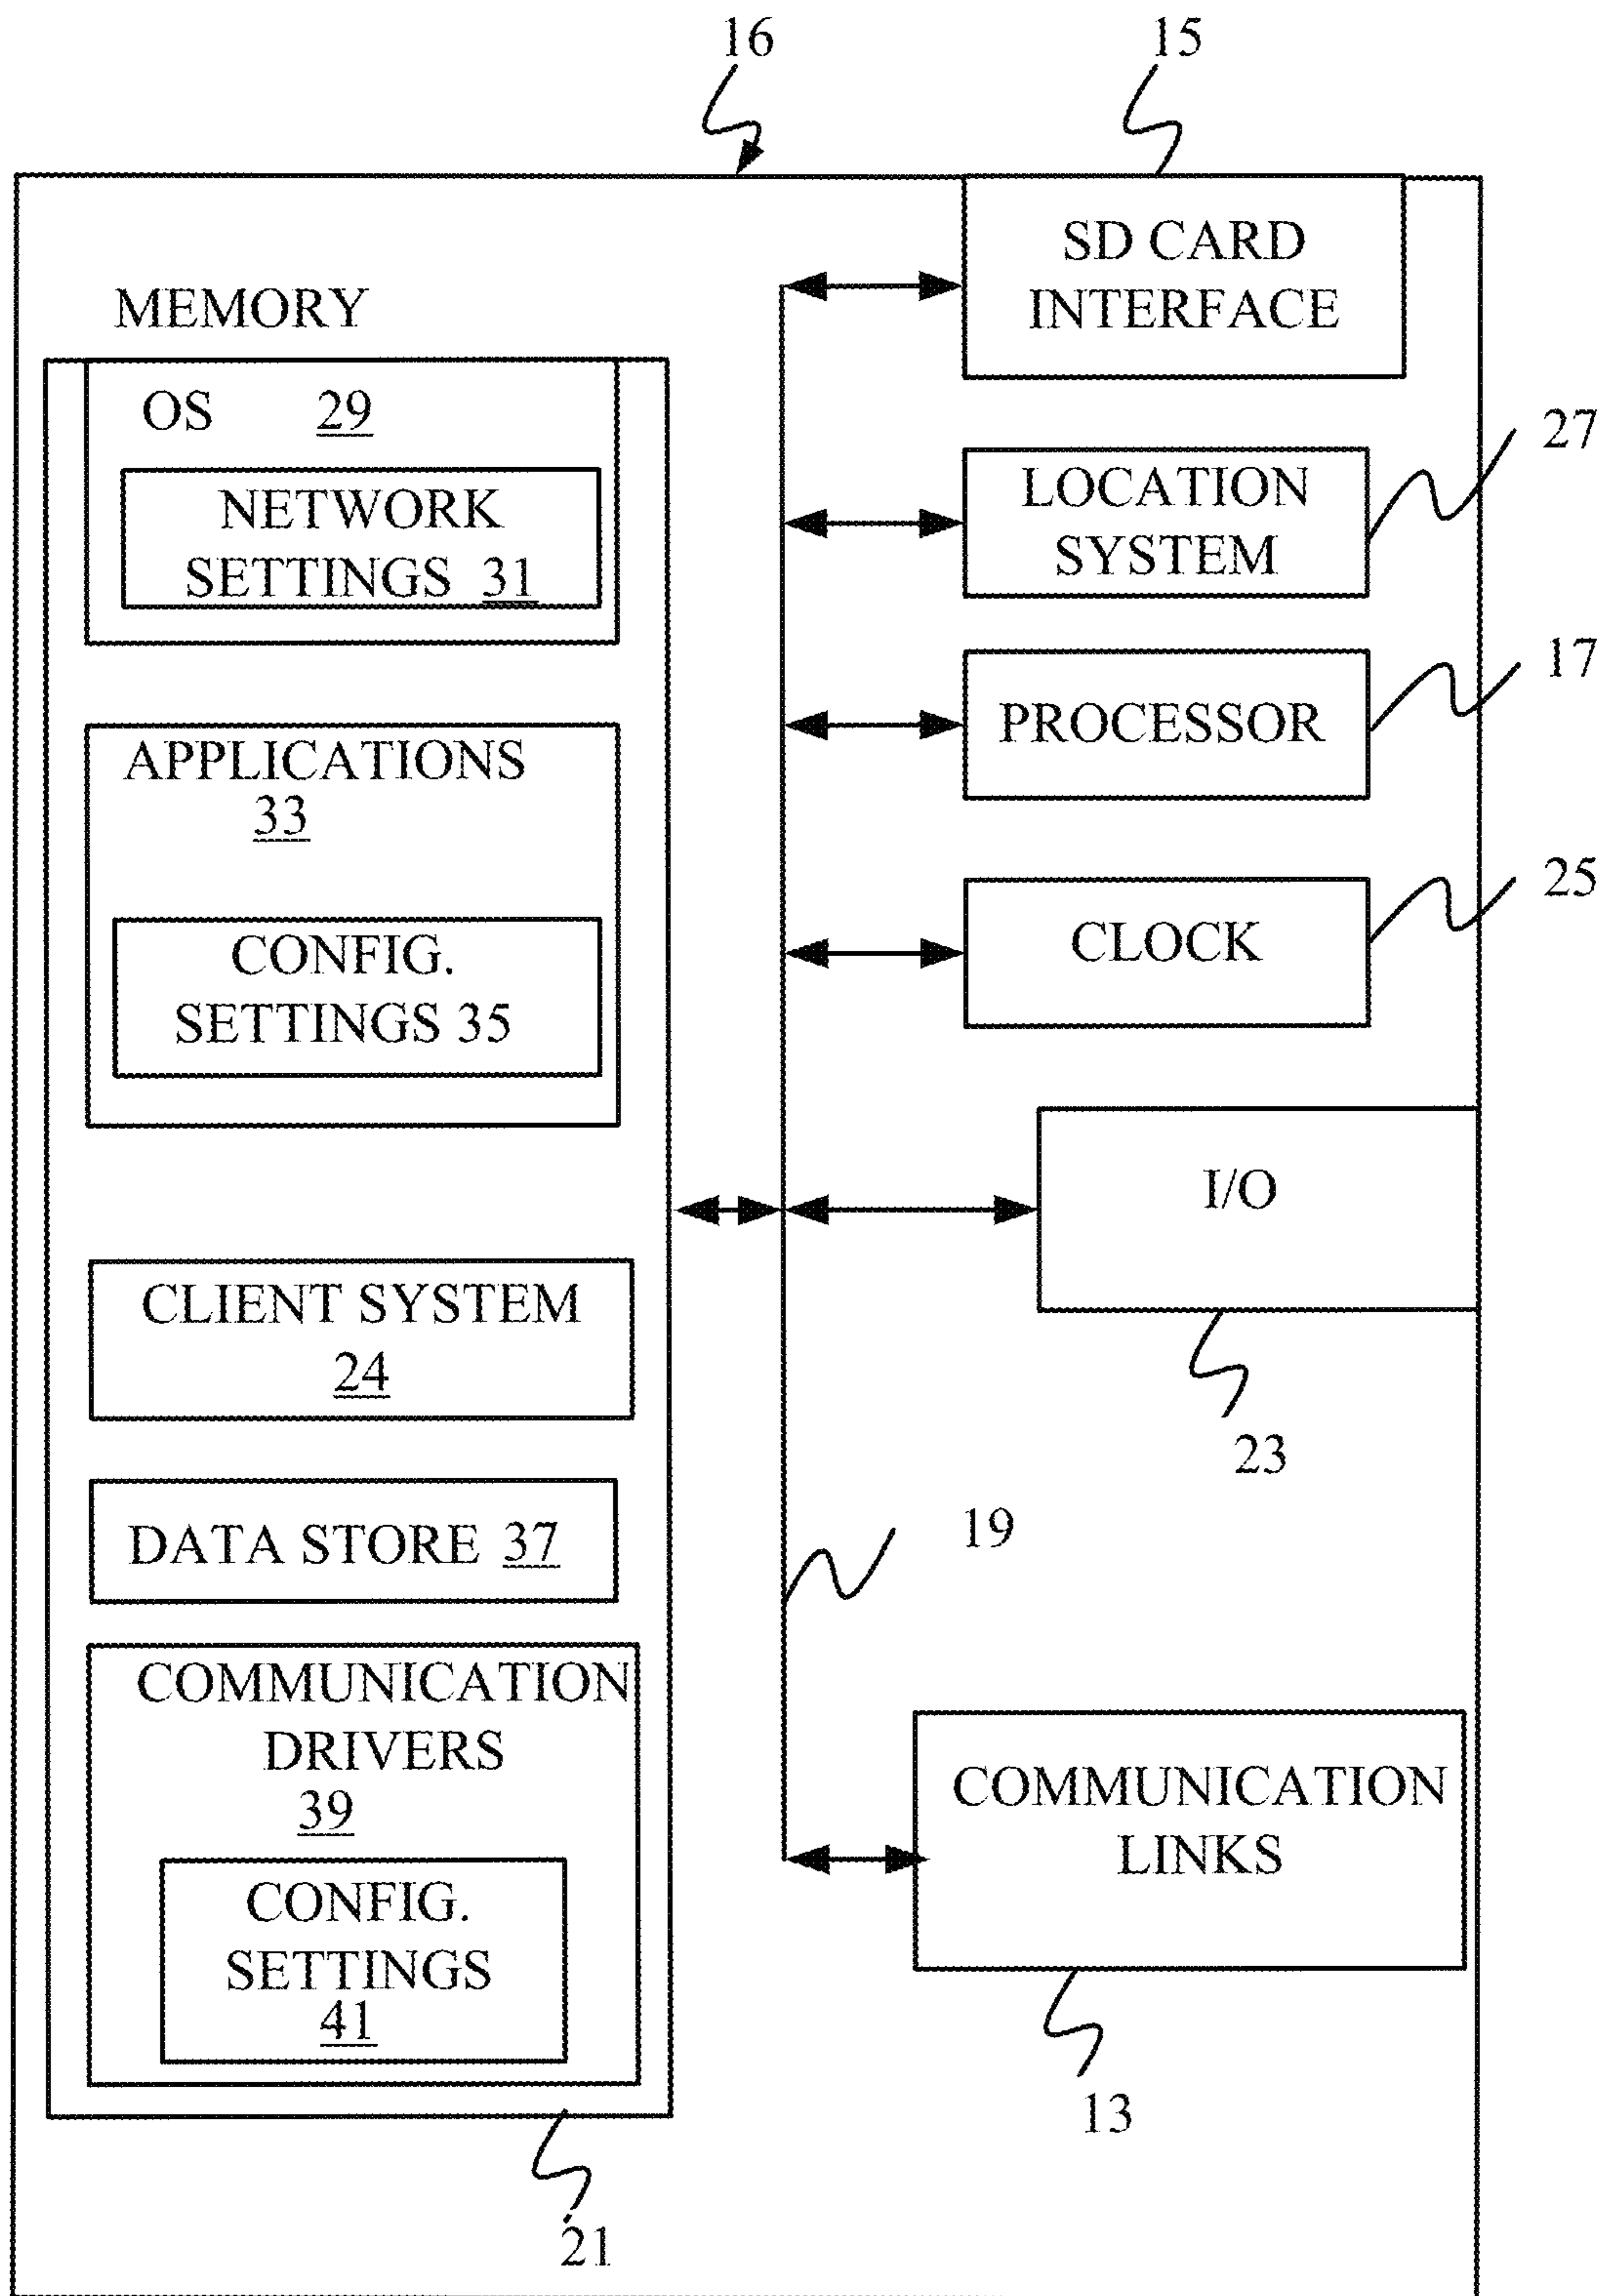 16
15
SD CARD
INTERFACE
MEMORY
OS 29
NETWORK
SETTINGS 31
27
LOCATION
SYSTEM
17
PROCESSOR
APPLICATIONS
33
25
CLOCK
CONFIG.
SETTINGS 35
I/O
23
CLIENT SYSTEM
24
DATA STORE 37
19
COMMUNICATION
DRIVERS
39
CONFIG.
SETTINGS
41
COMMUNICATION
LINKS
13
21